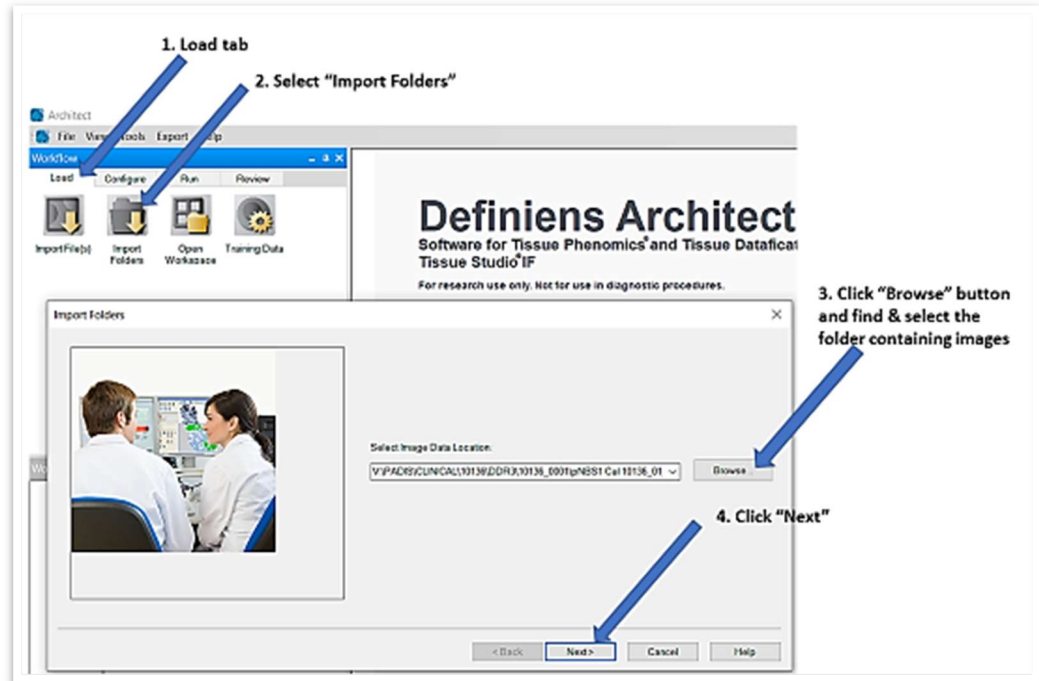 1. Load tab
2. Select “Import Folders”
Architect
File View Tools Export Help
Workflow
Load Configure Run Review
Import File(s) Import Folders Open Workspace Training Data
Definiens Architect
Software for Tissue Phenomics® and Tissue Dataficat
Tissue Studio® IF
For research use only. Not for use in diagnostic procedures.
3. Click “Browse” button
and find & select the
folder containing images
Import Folders
Select Image Data Location:
Browse
Wo
4. Click “Next”
< Back Next > Cancel Help